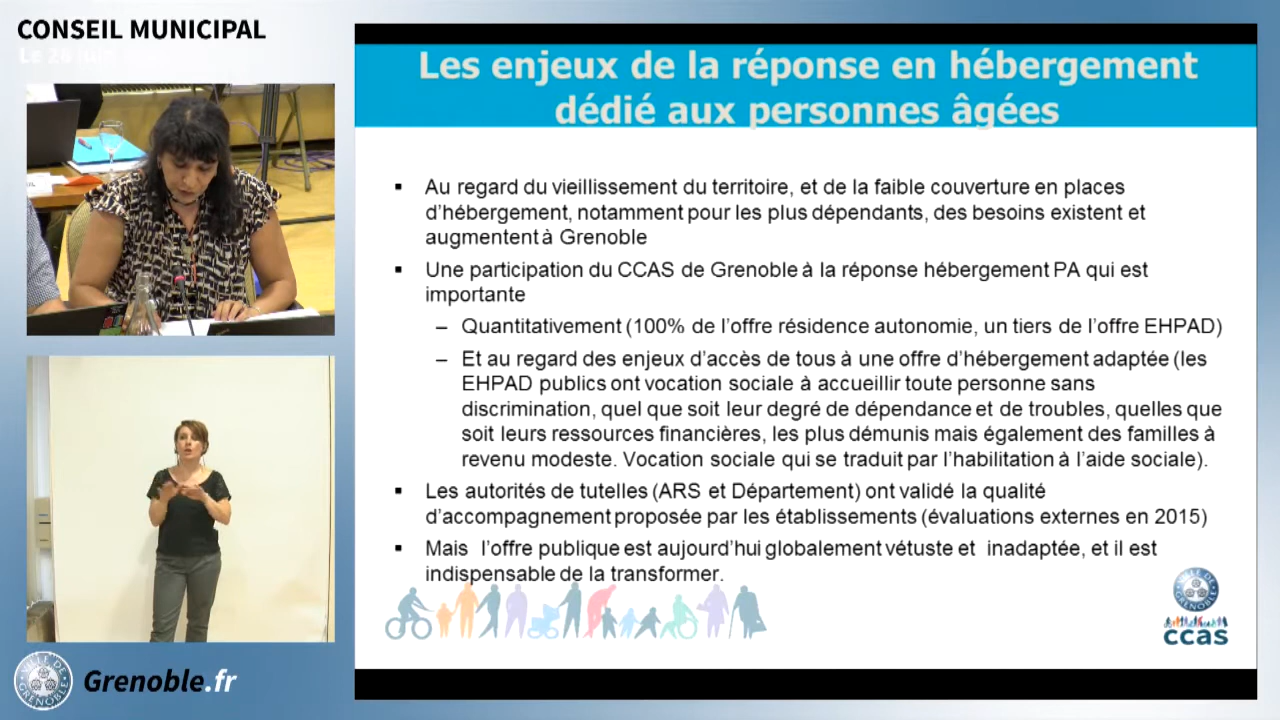 CONSEIL MUNICIPAL
Le 26
Les enjeux de la réponse en hébergement
dédié aux personnes âgées
▪ Au regard du vieillissement du territoire, et de la faible couverture en places
d'hébergement, notamment pour les plus dépendants, des besoins existent et
augmentent à Grenoble
▪ Une participation du CCAS de Grenoble à la réponse hébergement PA qui est
importante
– Quantitativement (100% de l'offre résidence autonomie, un tiers de l'offre EHPAD)
– Et au regard des enjeux d'accès de tous à une offre d'hébergement adaptée (les
EHPAD publics ont vocation sociale à accueillir toute personne sans
discrimination, quel que soit leur degré de dépendance et de troubles, quelles que
soit leurs ressources financières, les plus démunis mais également des familles à
revenu modeste. Vocation sociale qui se traduit par l'habilitation à l'aide sociale).
▪ Les autorités de tutelles (ARS et Département) ont validé la qualité
d'accompagnement proposée par les établissements (évaluations externes en 2015)
▪ Mais l'offre publique est aujourd'hui globalement vétuste et inadaptée, et il est
indispensable de la transformer.
VILLE DE
GRENOBLE
ccas
VILLE DE
GRENOBLE
Grenoble.fr